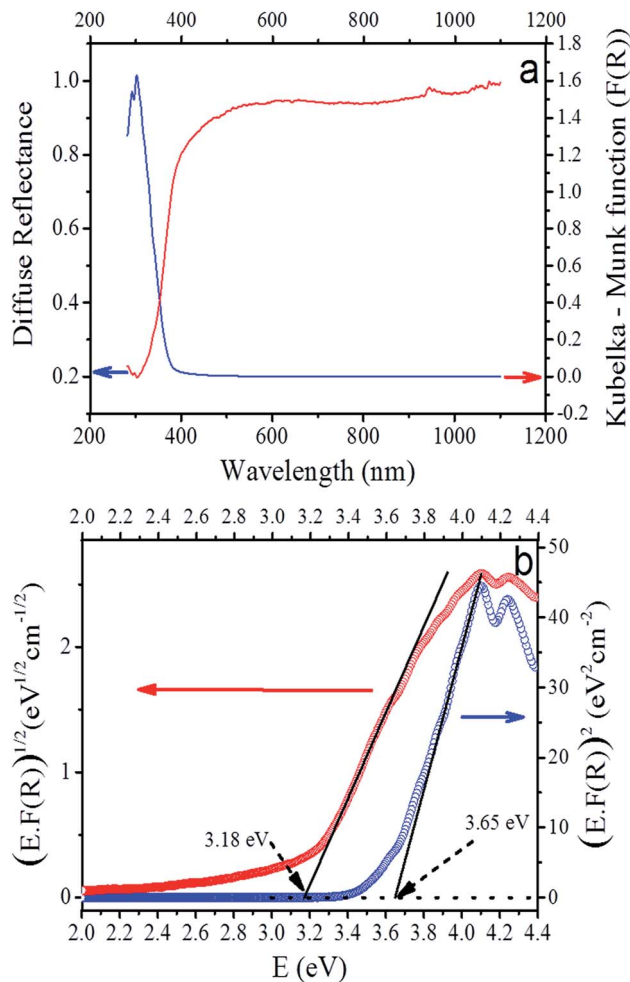 200 400 600 800 1000 1200
a
Diffuse Reflectance
1.0
0.8
0.6
0.4
0.2
1.8
1.6
1.4
1.2
1.0
0.8
0.6
0.4
0.2
0.0
-0.2
Kubelka - Munk function (F(R))
200 400 600 800 1000 1200
Wavelength (nm)
2.0 2.2 2.4 2.6 2.8 3.0 3.2 3.4 3.6 3.8 4.0 4.2 4.4
b
(E.F(R))^1/2 (eV^1/2cm^-1/2)
2
1
0
3.18 eV
3.65 eV
50
40
30
20
10
0
(E.F(R))^2 (eV^2cm^-2)
2.0 2.2 2.4 2.6 2.8 3.0 3.2 3.4 3.6 3.8 4.0 4.2 4.4
E (eV)